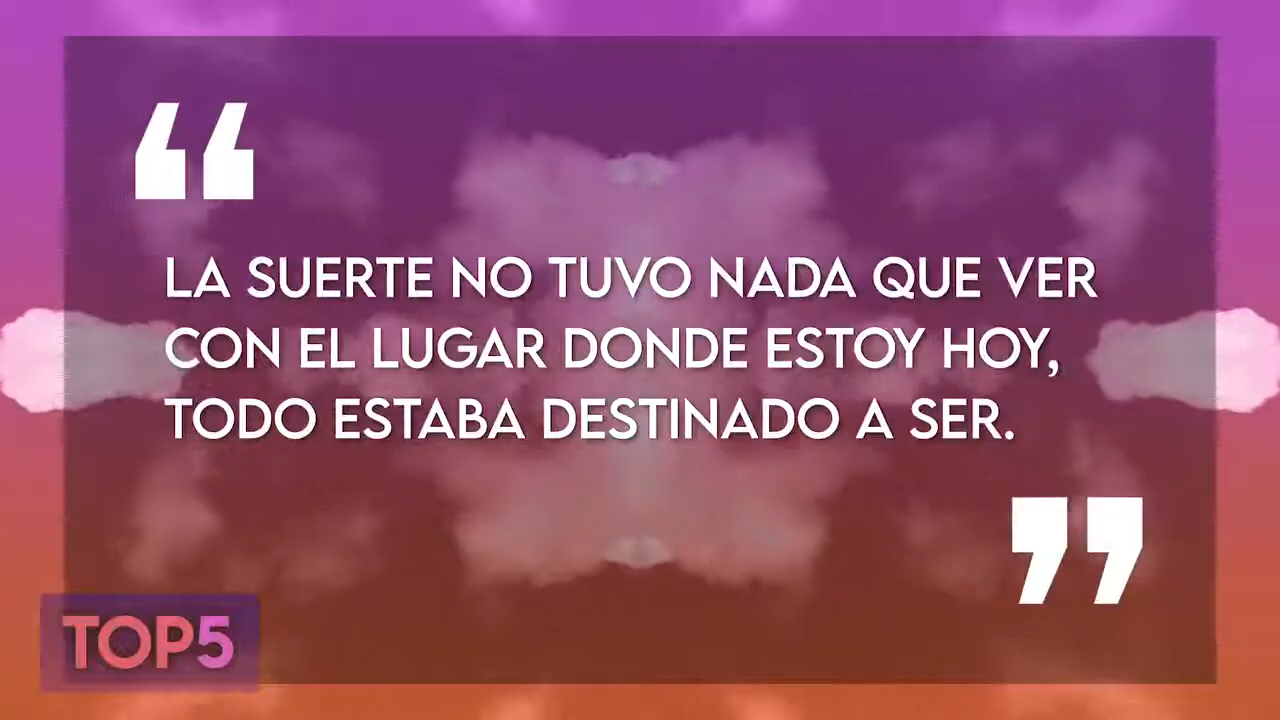 “
LA SUERTE NO TUVO NADA QUE VER
CON EL LUGAR DONDE ESTOY HOY,
TODO ESTABA DESTINADO A SER.
”
TOP5